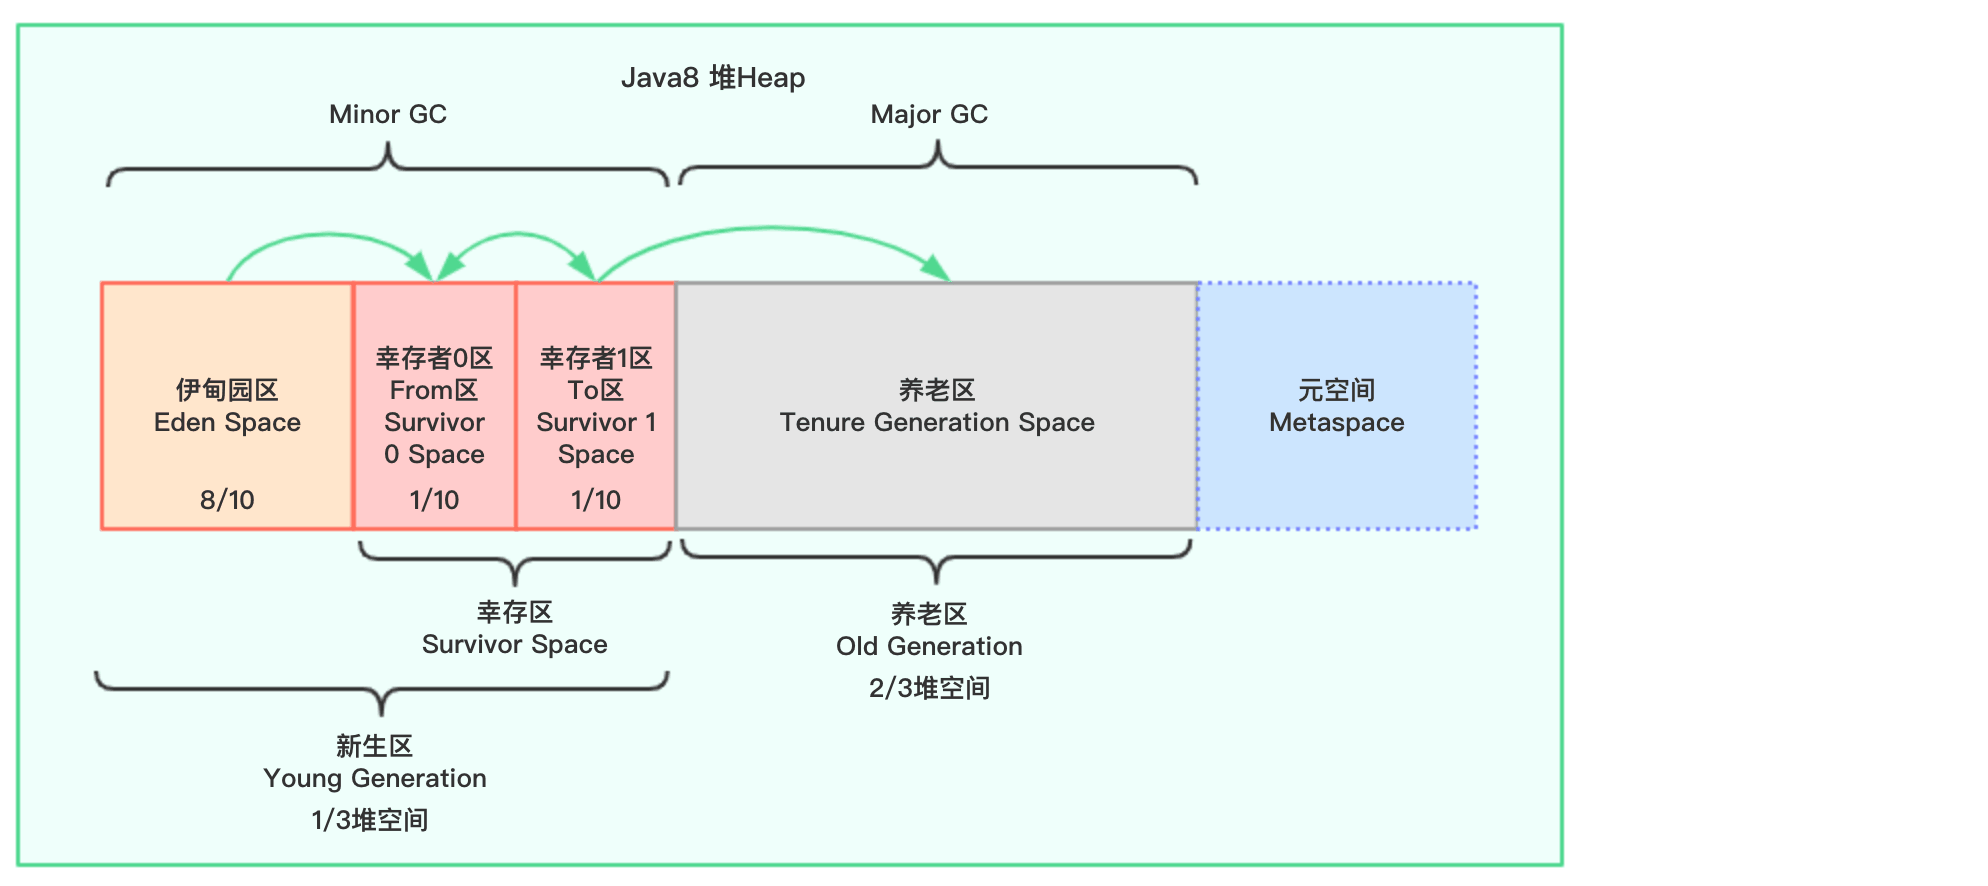 Java8 堆Heap
Minor GC
Major GC
伊甸园区
Eden Space
8/10
幸存者0区
From区
Survivor
0 Space
1/10
幸存者1区
To区
Survivor 1
Space
1/10
养老区
Tenure Generation Space
元空间
Metaspace
幸存区
Survivor Space
养老区
Old Generation
2/3堆空间
新生区
Young Generation
1/3堆空间